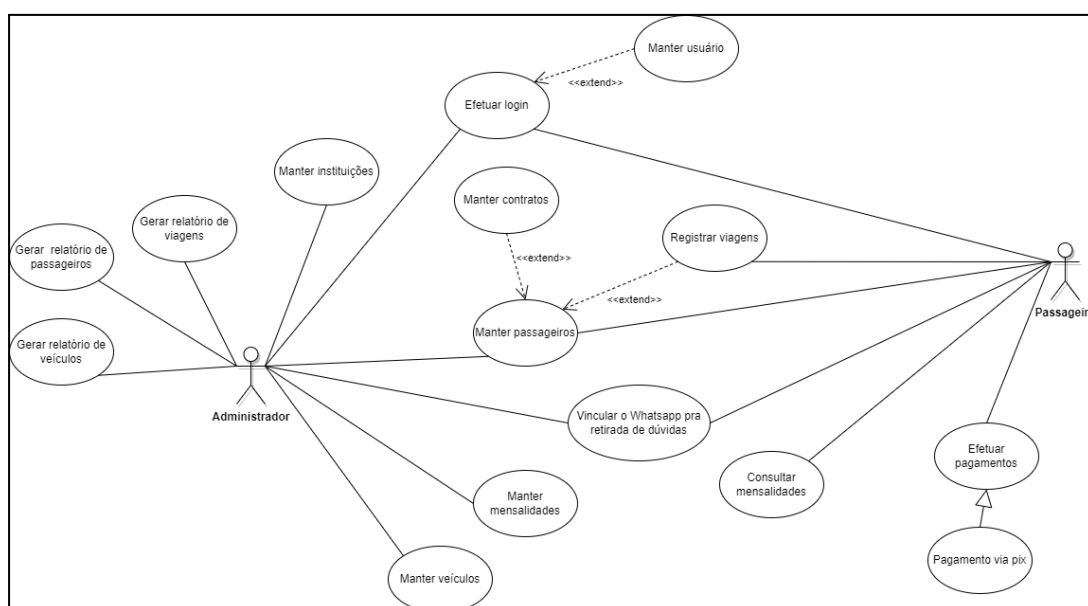 Manter usuário
<<extend>>
Efetuar login
Manter instituições
Manter contratos
Gerar relatório de
viagens
Registrar viagens
Gerar relatório de
passageiros
<<extend>>
<<extend>>
Passageir
Manter passageiros
Gerar relatório de
veículos
Administrador
Vincular o Whatsapp pra
retirada de dúvidas
Efetuar
pagamentos
Consultar
mensalidades
Manter
mensalidades
Pagamento via pix
Manter veículos